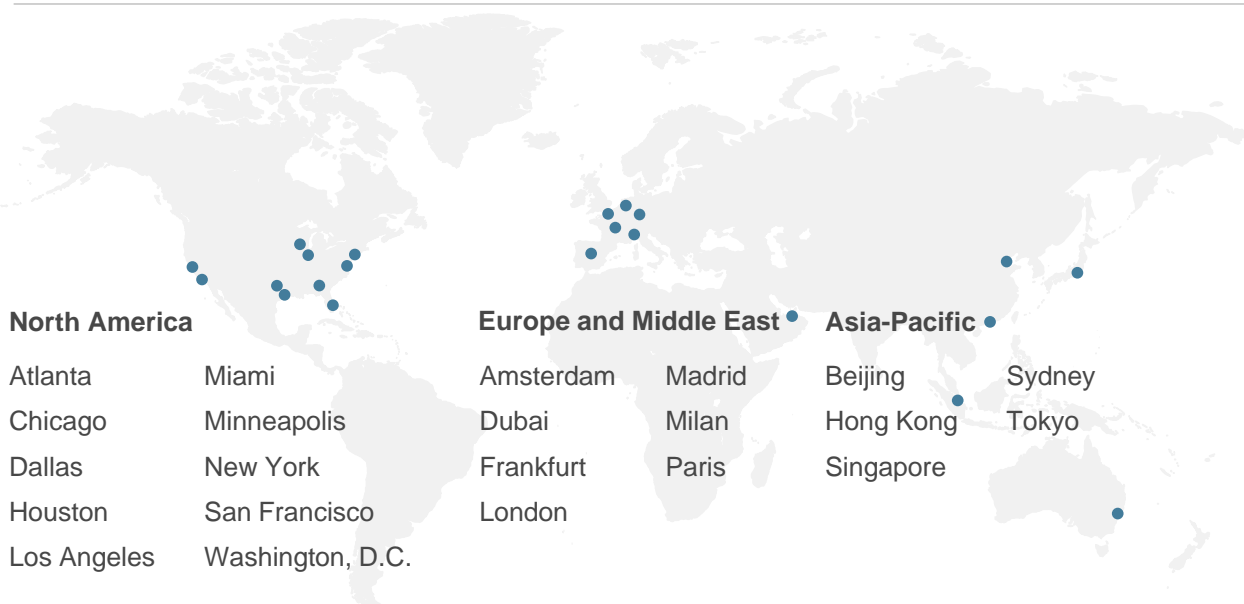 North America
Atlanta Miami
Chicago Minneapolis
Dallas New York
Houston San Francisco
Los Angeles Washington, D.C.
Europe and Middle East
Amsterdam Madrid
Dubai Milan
Frankfurt Paris
London
Asia-Pacific
Beijing Sydney
Hong Kong Tokyo
Singapore